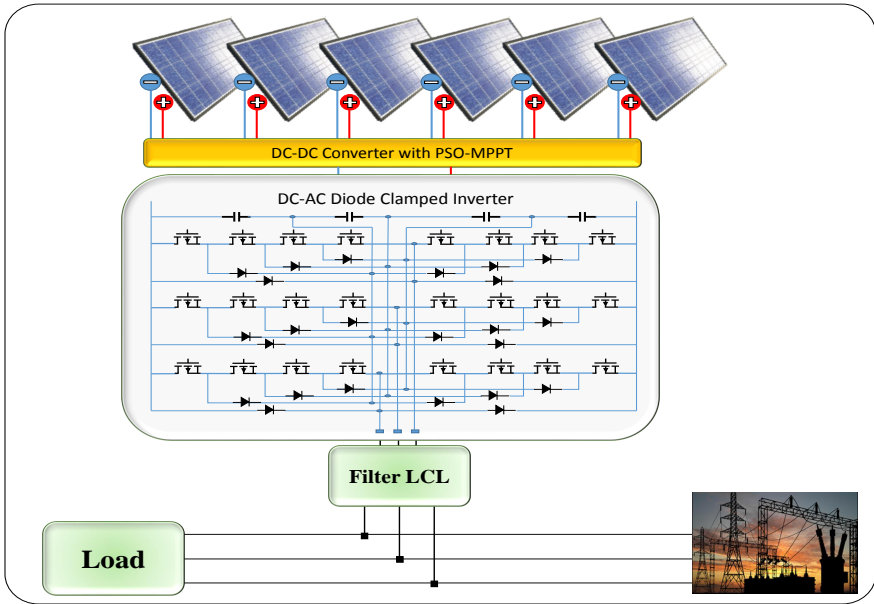 DC-DC Converter with PSO-MPPT
DC-AC Diode Clamped Inverter
Filter LCL
Load